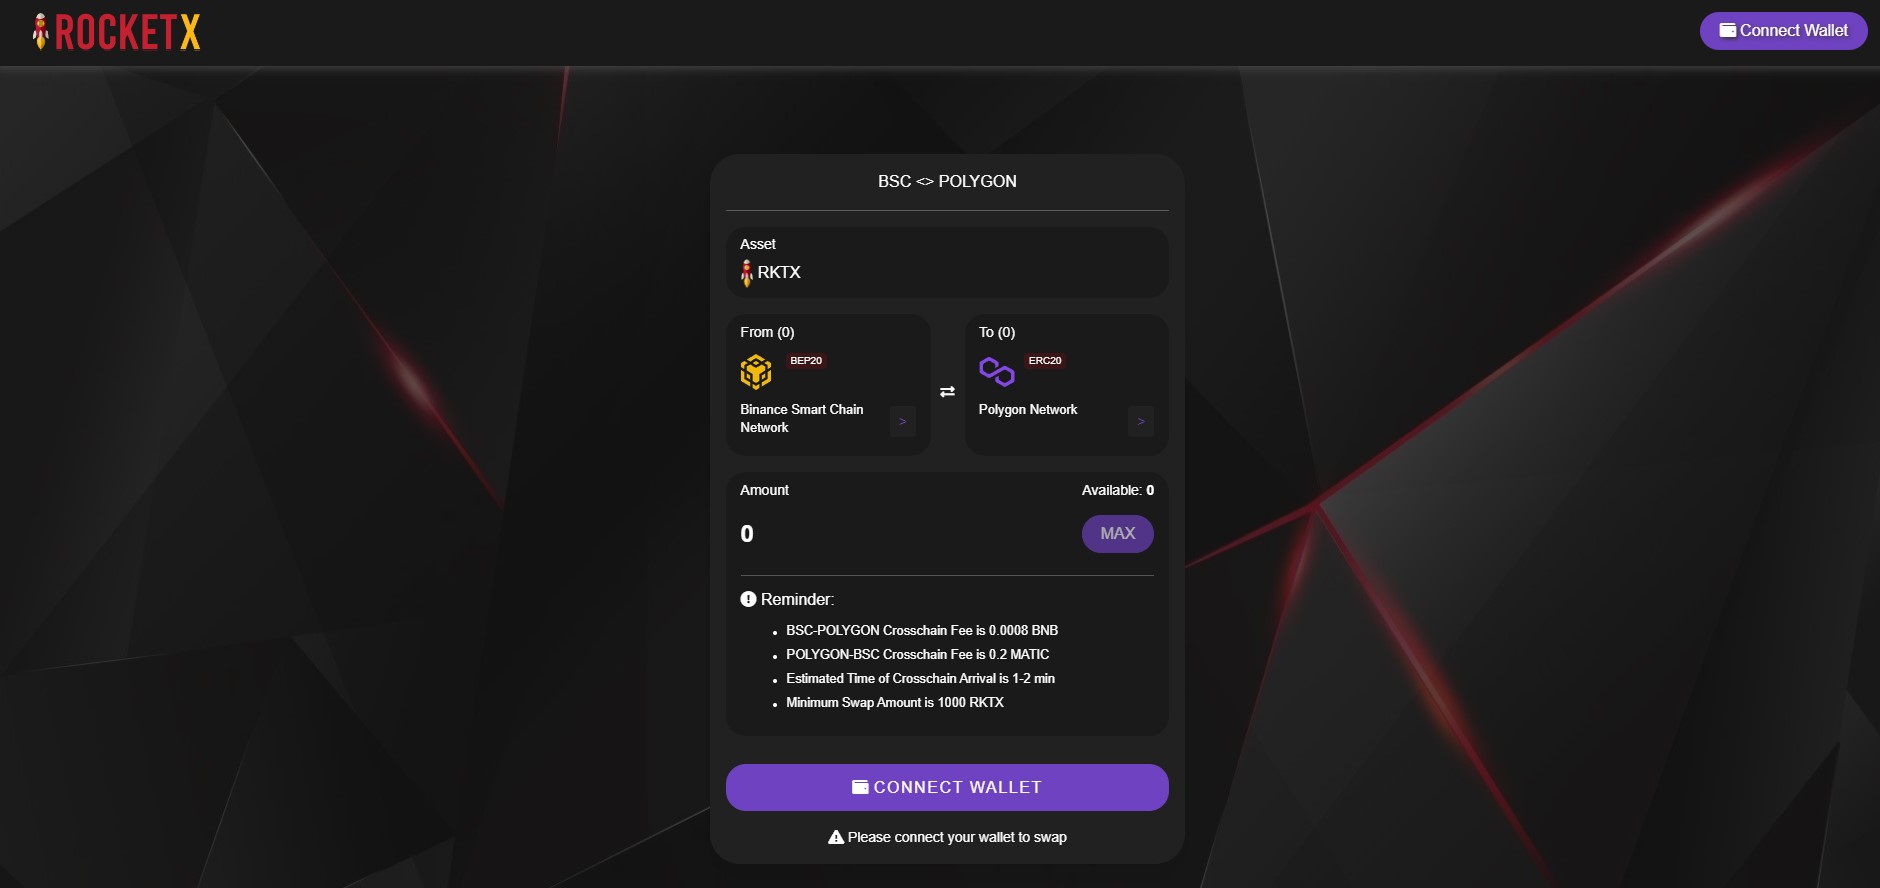 ROCKETX
Connect Wallet
BSC <> POLYGON
Asset
RKTX
From (0)
BEP20
Binance Smart Chain
Network
>
To (0)
ERC20
Polygon Network
>
Amount
Available: 0
0
MAX
Reminder:
BSC-POLYGON Crosschain Fee is 0.0008 BNB
POLYGON-BSC Crosschain Fee is 0.2 MATIC
Estimated Time of Crosschain Arrival is 1-2 min
Minimum Swap Amount is 1000 RKTX
CONNECT WALLET
Please connect your wallet to swap